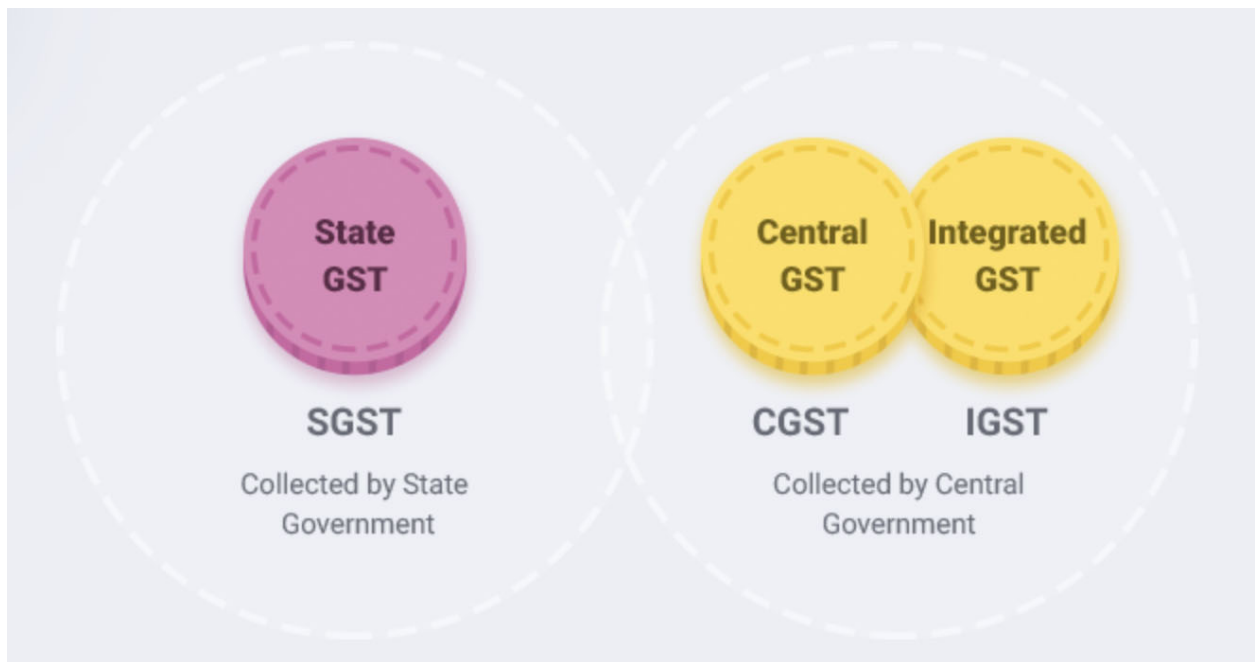 State
GST
SGST
Collected by State
Government
Central
GST
CGST
Integrated
GST
IGST
Collected by Central
Government